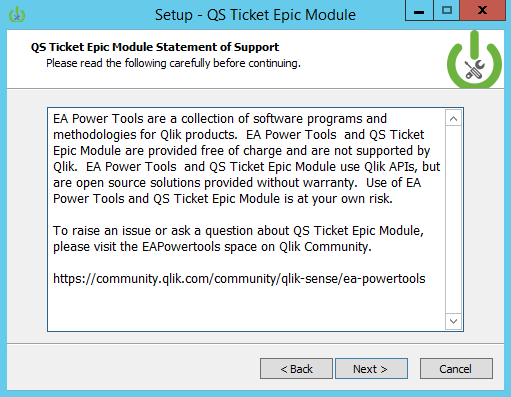 Setup - QS Ticket Epic Module
QS Ticket Epic Module Statement of Support
Please read the following carefully before continuing.
EA Power Tools are a collection of software programs and
methodologies for Qlik products.  EA Power Tools  and QS Ticket
Epic Module are provided free of charge and are not supported by
Qlik.  EA Power Tools  and QS Ticket Epic Module use Qlik APIs, but
are open source solutions provided without warranty.  Use of EA
Power Tools and QS Ticket Epic Module is at your own risk.
To raise an issue or ask a question about QS Ticket Epic Module,
please visit the EAPowertools space on Qlik Community.
https://community.qlik.com/community/qlik-sense/ea-powertools
< Back
Next >
Cancel